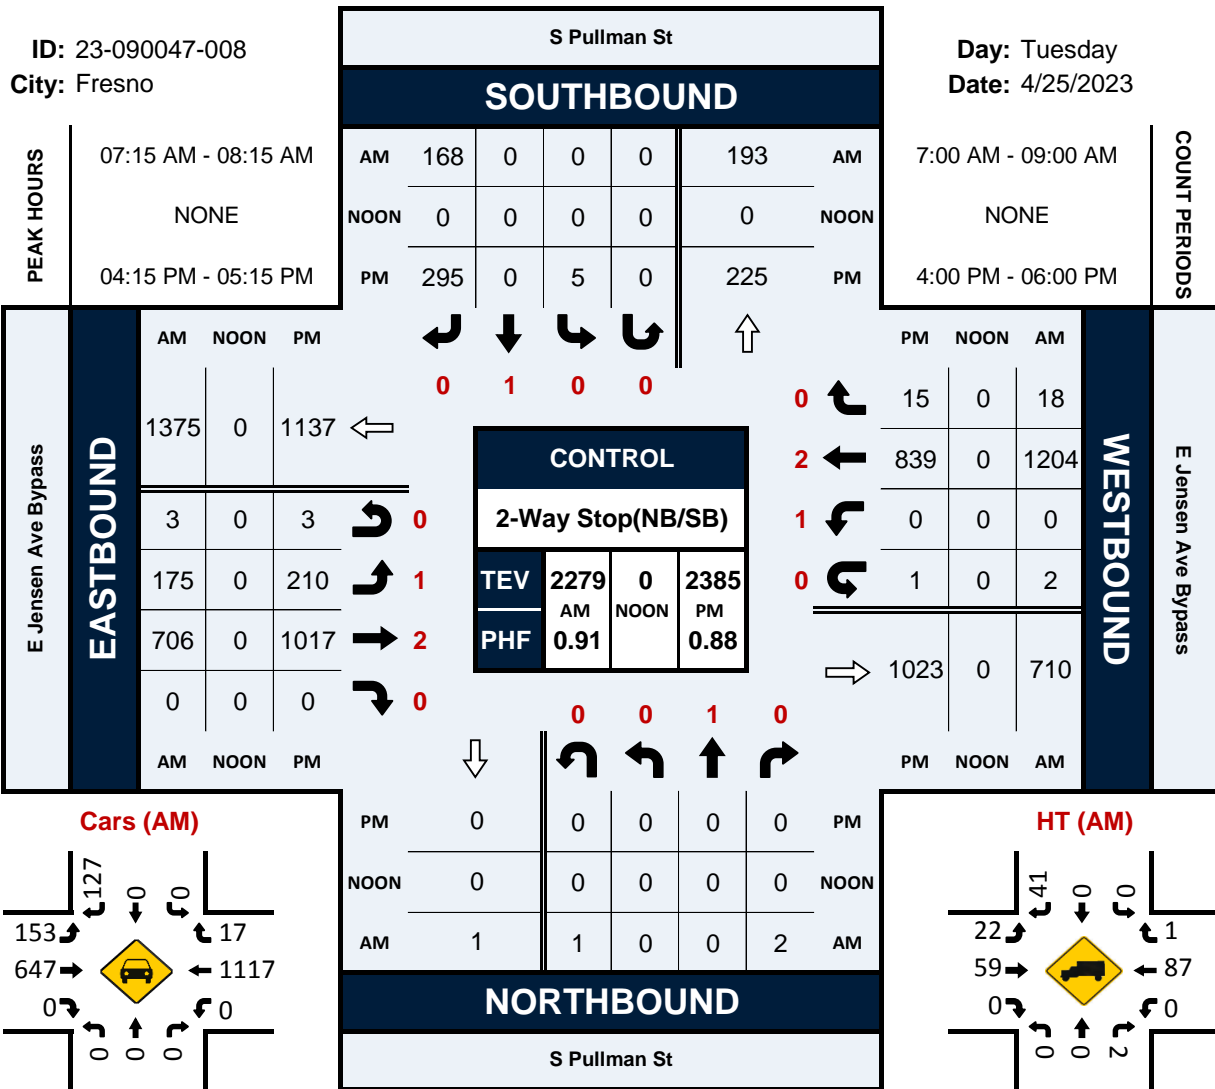 S Pullman St
ID: 23-090047-008
Day: Tuesday
City: Fresno
Date: 4/25/2023
SOUTHBOUND
PEAK HOURS
07:15 AM - 08:15 AM
AM 168 0 0 0 193 AM
7:00 AM - 09:00 AM
COUNT PERIODS
NONE
NOON 0 0 0 0 0 NOON
NONE
04:15 PM - 05:15 PM
PM 295 0 5 0 225 PM
4:00 PM - 06:00 PM
E Jensen Ave Bypass
EASTBOUND
AM NOON PM
1375 0 1137
3 0 3 0
175 0 210 1
706 0 1017 2
0 0 0 0
AM NOON PM
0 1 0 0
CONTROL
2-Way Stop(NB/SB)
TEV 2279 0 2385
AM NOON PM
PHF 0.91 0.88
PM NOON AM
0 15 0 18
2 839 0 1204
1 0 0 0
0 1 0 2
1023 0 710
PM NOON AM
WESTBOUND
E Jensen Ave Bypass
0 0 1 0
PM 0 0 0 0 0 PM
NOON 0 0 0 0 0 NOON
AM 1 1 0 0 2 AM
NORTHBOUND
S Pullman St
Cars (AM)
127 0 0
153 17
647 1117
0 0
0 0 0
HT (AM)
41 0 0
22 1
59 87
0 0
0 0 2